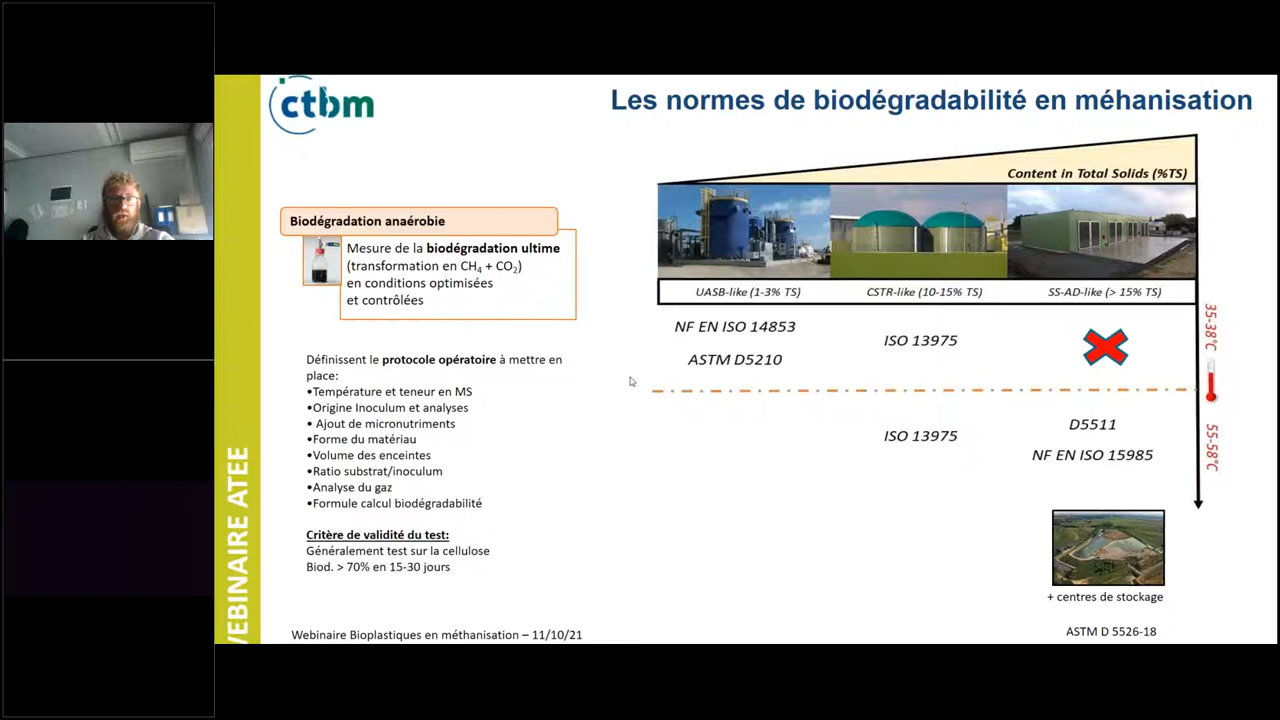 ctbm
Les normes de biodégradabilité en méhanisation
Content in Total Solids (%TS)
Biodégradation anaérobie
Mesure de la biodégradation ultime
(transformation en CH₄ + CO₂)
en conditions optimisées
et contrôlées
UASB-like (1-3% TS)
CSTR-like (10-15% TS)
SS-AD-like (> 15% TS)
NF EN ISO 14853
ASTM D5210
ISO 13975
35-38°C
Définissent le protocole opératoire à mettre en
place:
•Température et teneur en MS
•Origine Inoculum et analyses
• Ajout de micronutriments
•Forme du matériau
•Volume des enceintes
•Ratio substrat/inoculum
•Analyse du gaz
•Formule calcul biodégradabilité
ISO 13975
D5511
NF EN ISO 15985
55-58°C
Critère de validité du test:
Généralement test sur la cellulose
Biod. > 70% en 15-30 jours
+ centres de stockage
ASTM D 5526-18
Webinaire Bioplastiques en méthanisation – 11/10/21
WEBINAIRE ATEE